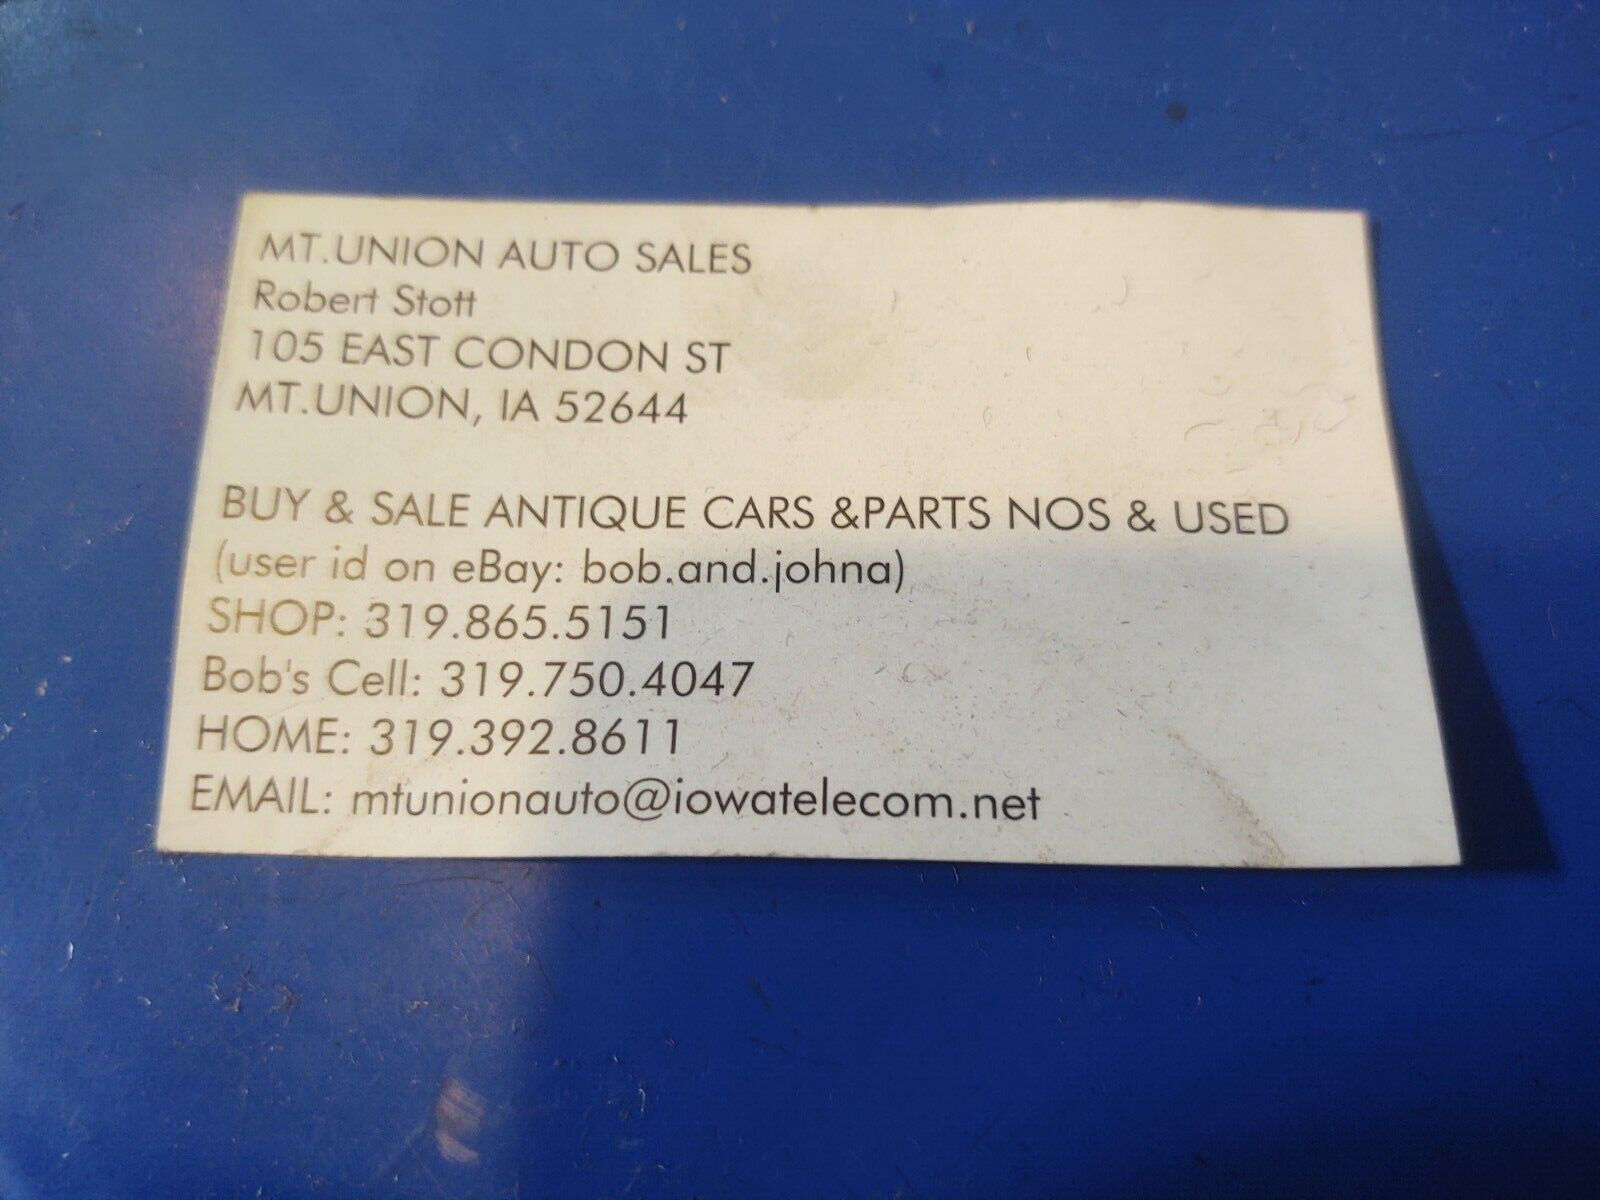 MT.UNION AUTO SALES
Robert Stott
105 EAST CONDON ST
MT.UNION, IA 52644
BUY & SALE ANTIQUE CARS &PARTS NOS & USED
(user id on eBay: bob.and.johna)
SHOP: 319.865.5151
Bob's Cell: 319.750.4047
HOME: 319.392.8611
EMAIL: mtunionauto@iowatelecom.net